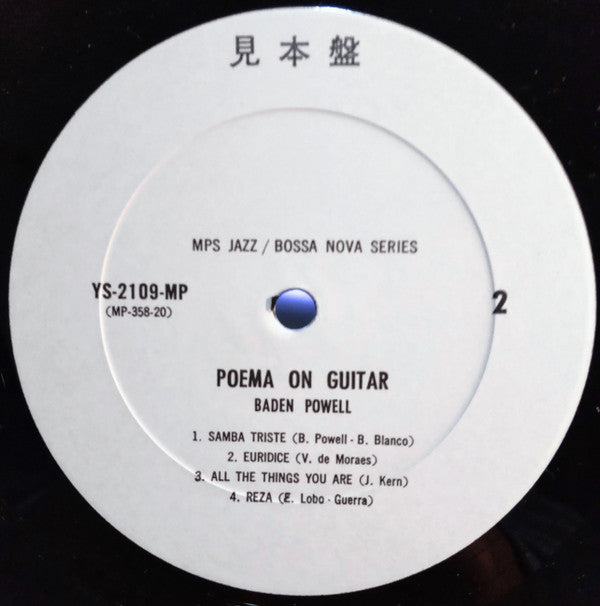 見本盤
MPS JAZZ / BOSSA NOVA SERIES
YS-2109-MP
(MP-358-20)
2
POEMA ON GUITAR
BADEN POWELL
1. SAMBA TRISTE (B. Powell - B. Blanco)
2. EURIDICE (V. de Moraes)
3. ALL THE THINGS YOU ARE (J. Kern)
4. REZA (E. Lobo - Guerra)